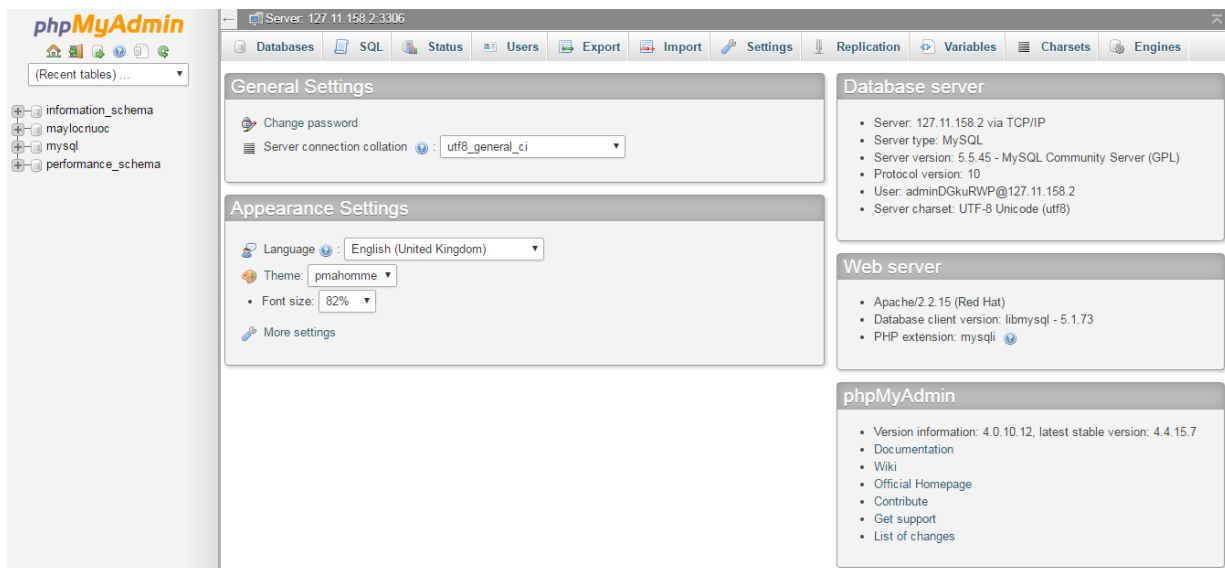 phpMyAdmin
(Recent tables) ...
information_schema
maylocnuoc
mysql
performance_schema
Server: 127.11.158.2:3306
Databases
SQL
Status
Users
Export
Import
Settings
Replication
Variables
Charsets
Engines
General Settings
Change password
Server connection collation : utf8_general_ci
Appearance Settings
Language : English (United Kingdom)
Theme: pmahomme
Font size: 82%
More settings
Database server
Server: 127.11.158.2 via TCP/IP
Server type: MySQL
Server version: 5.5.45 - MySQL Community Server (GPL)
Protocol version: 10
User: adminDGkuRWP@127.11.158.2
Server charset: UTF-8 Unicode (utf8)
Web server
Apache/2.2.15 (Red Hat)
Database client version: libmysql - 5.1.73
PHP extension: mysqli
phpMyAdmin
Version information: 4.0.10.12, latest stable version: 4.4.15.7
Documentation
Wiki
Official Homepage
Contribute
Get support
List of changes